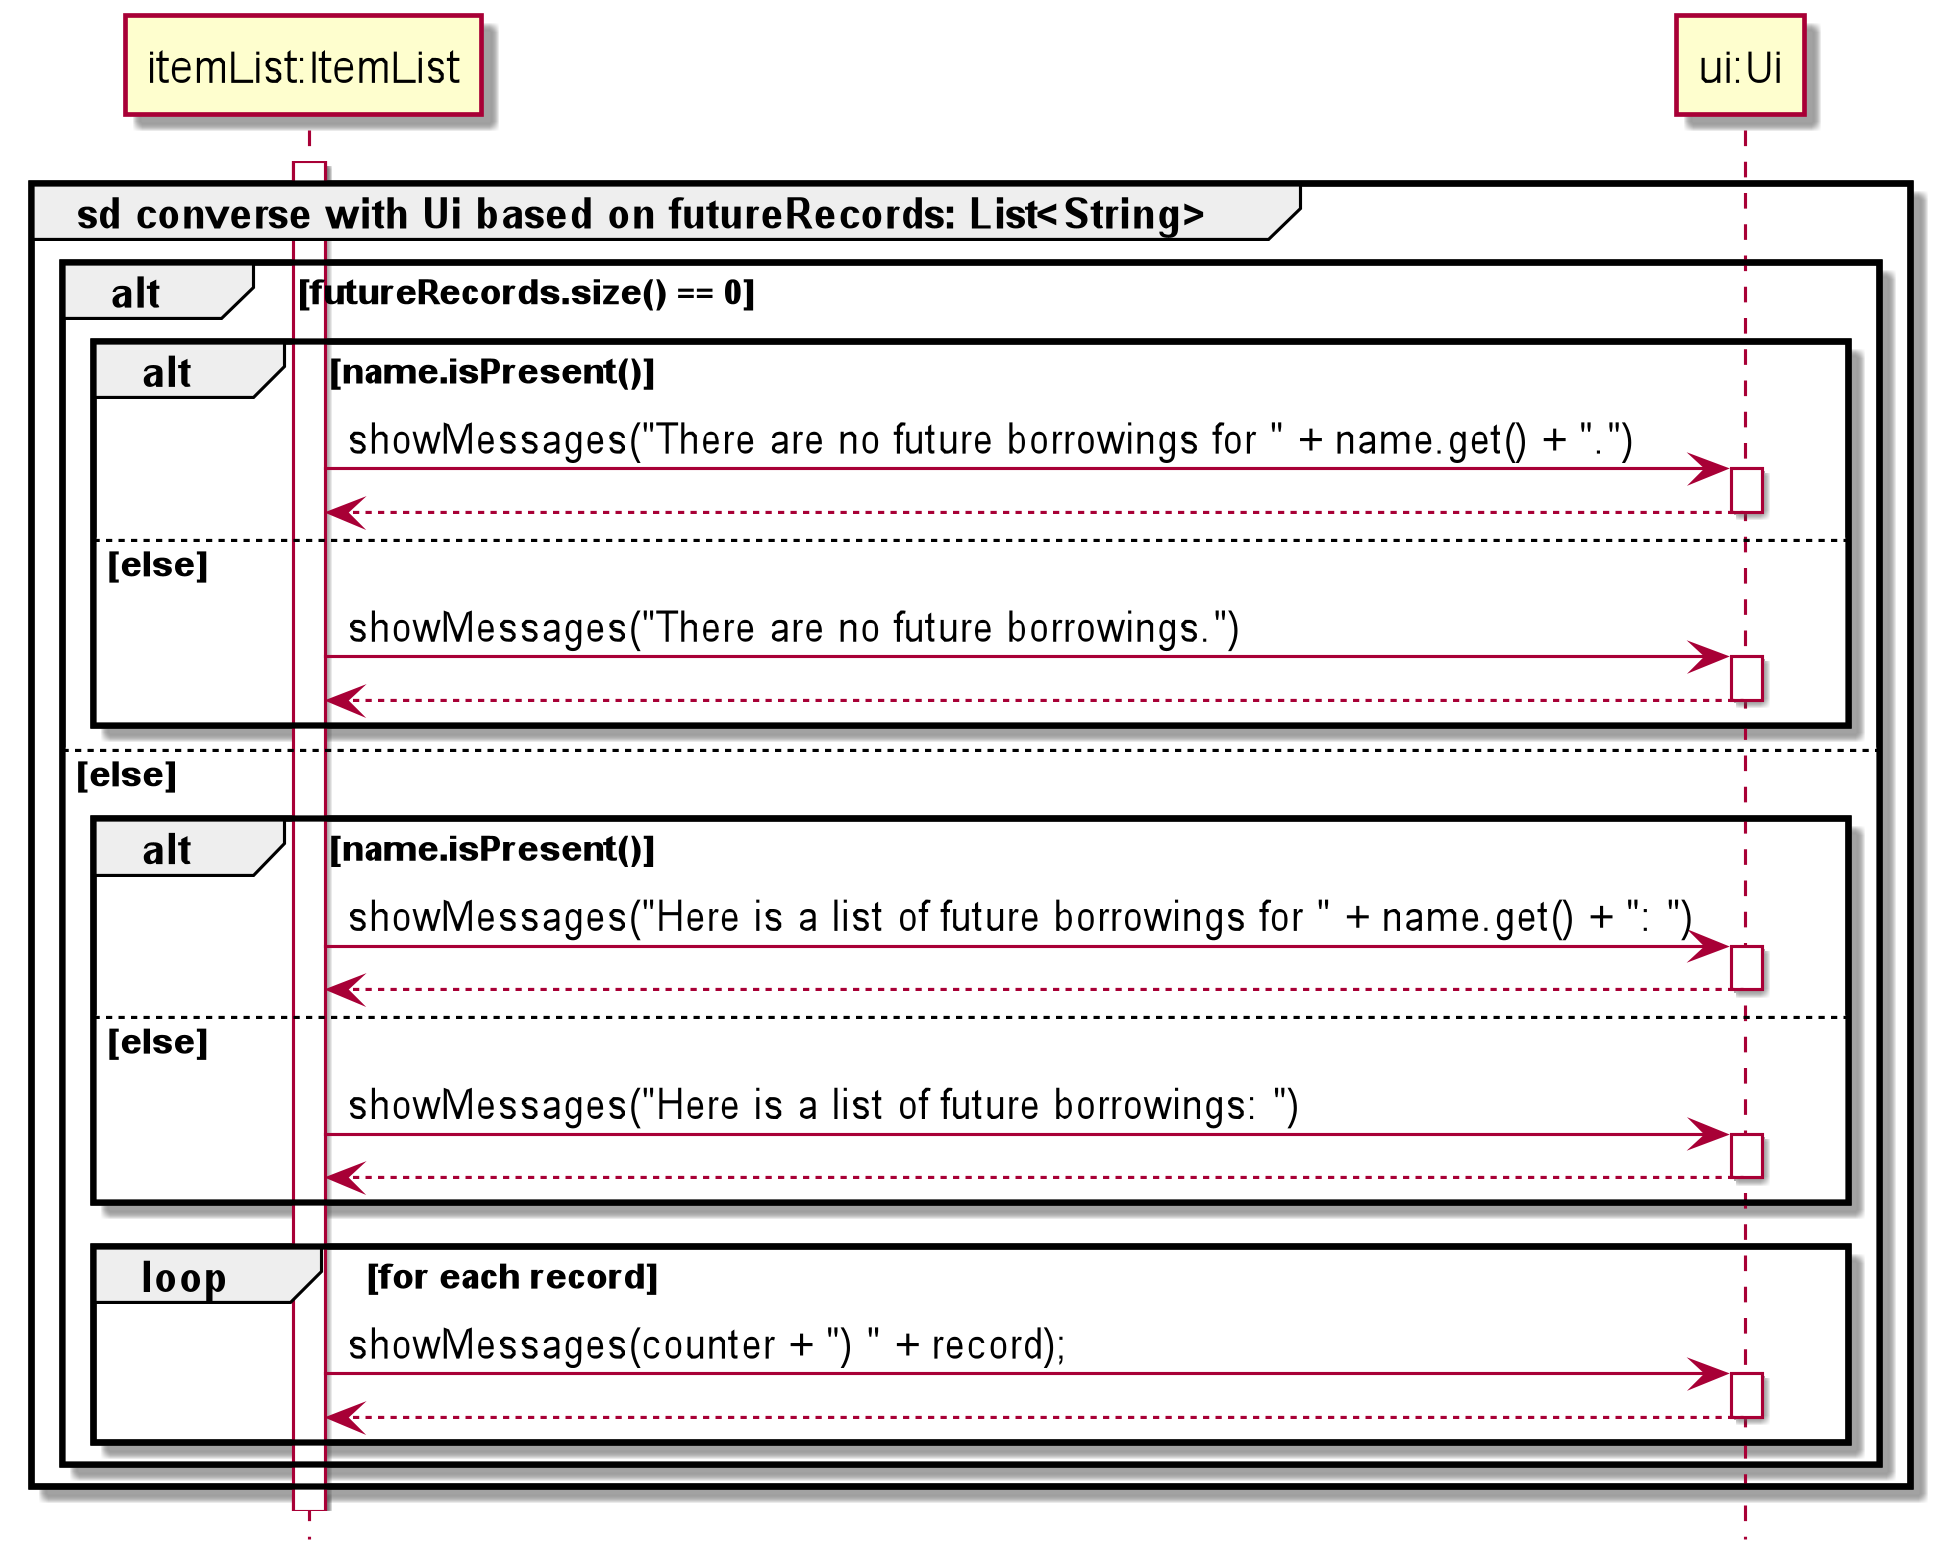 itemList:ItemList
ui:Ui
sd converse with Ui based on futureRecords: List<String>
alt [futureRecords.size() == 0]
alt [name.isPresent()]
showMessages("There are no future borrowings for " + name.get() + ".")
[else]
showMessages("There are no future borrowings.")
[else]
alt [name.isPresent()]
showMessages("Here is a list of future borrowings for " + name.get() + ": ")
[else]
showMessages("Here is a list of future borrowings: ")
loop [for each record]
showMessages(counter + ") " + record);